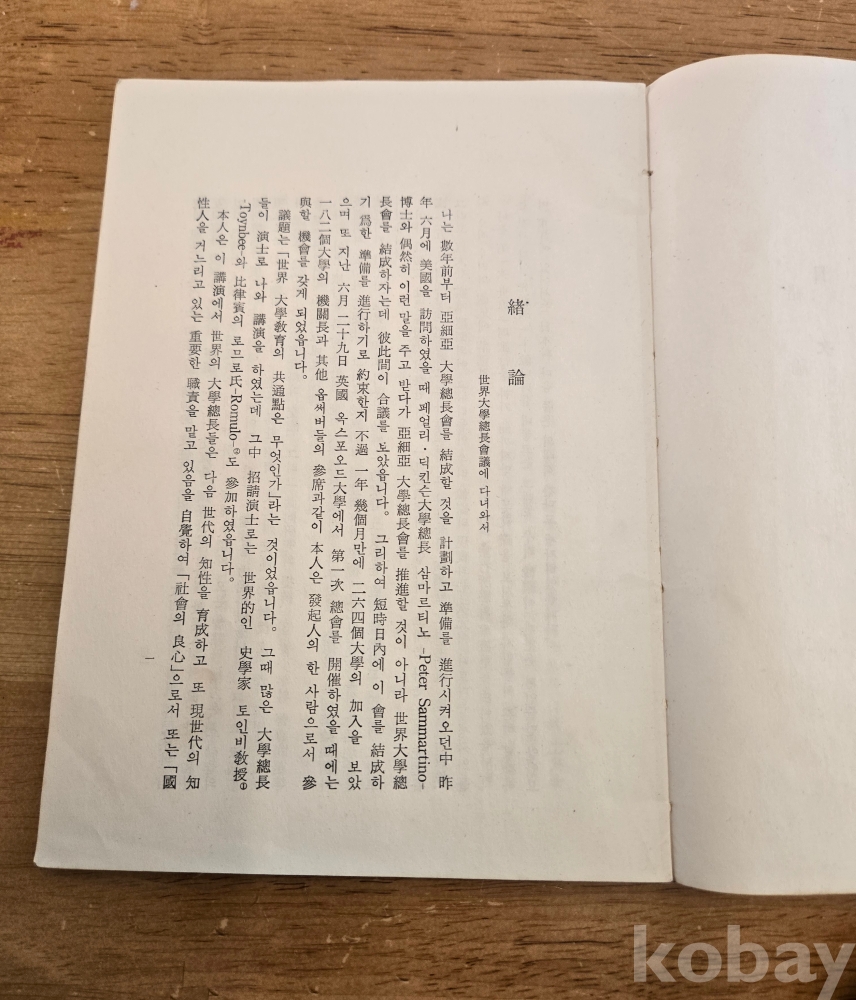 緖論
世界大學總長會議에 다녀와서
나는 數年前부터 亞細亞 大學總長會를 結成할 것을 計劃하고 準備를 進行시켜오던中 昨
年 六月에 美國을 訪問하였을때 페얼리·딕킨슨大學總長 삼마르티노 -Peter Sammartino-
博士와 偶然히 이런 말을 주고 받다가 亞細亞 大學總長會를 推進할 것이 아니라 世界大學總
長會를 結成하자는데 彼此間이 合議를 보았읍니다. 그리하여 短時日內에 이 會를 結成하
기 爲한 準備를 進行하기로 約束한지 不過 一年 幾個月만에 二六四個大學의 加入을 보았
으며 또 지난 六月 二十九日 英國 옥스포오드大學에서 第一次 總會를 開催하였을 때에는
一八二個大學의 機關長과 其他 옵써버들의 參席과같이 本人은 發起人의 한 사람으로서 參
與할 機會를 갖게 되었읍니다.
議題는「世界 大學敎育의 共通點은 무엇인가」라는 것이었읍니다. 그때 많은 大學總長
들이 演士로 나와 講演을 하였는데 그中 招請演士로는 世界的인 史學家 토인비敎授①
-Toynbee-와 比律賓의 로므로氏-Romulo-②도 參加하였읍니다.
本人은 이 講演에서 世界의 大學總長들은 다음 世代의 知性을 育成하고 또 現世代의 知
性人을 거느리고 있는 重要한 職責을 맡고 있음을 自覺하여「社會의 良心」으로서 또는「國
一
kobay